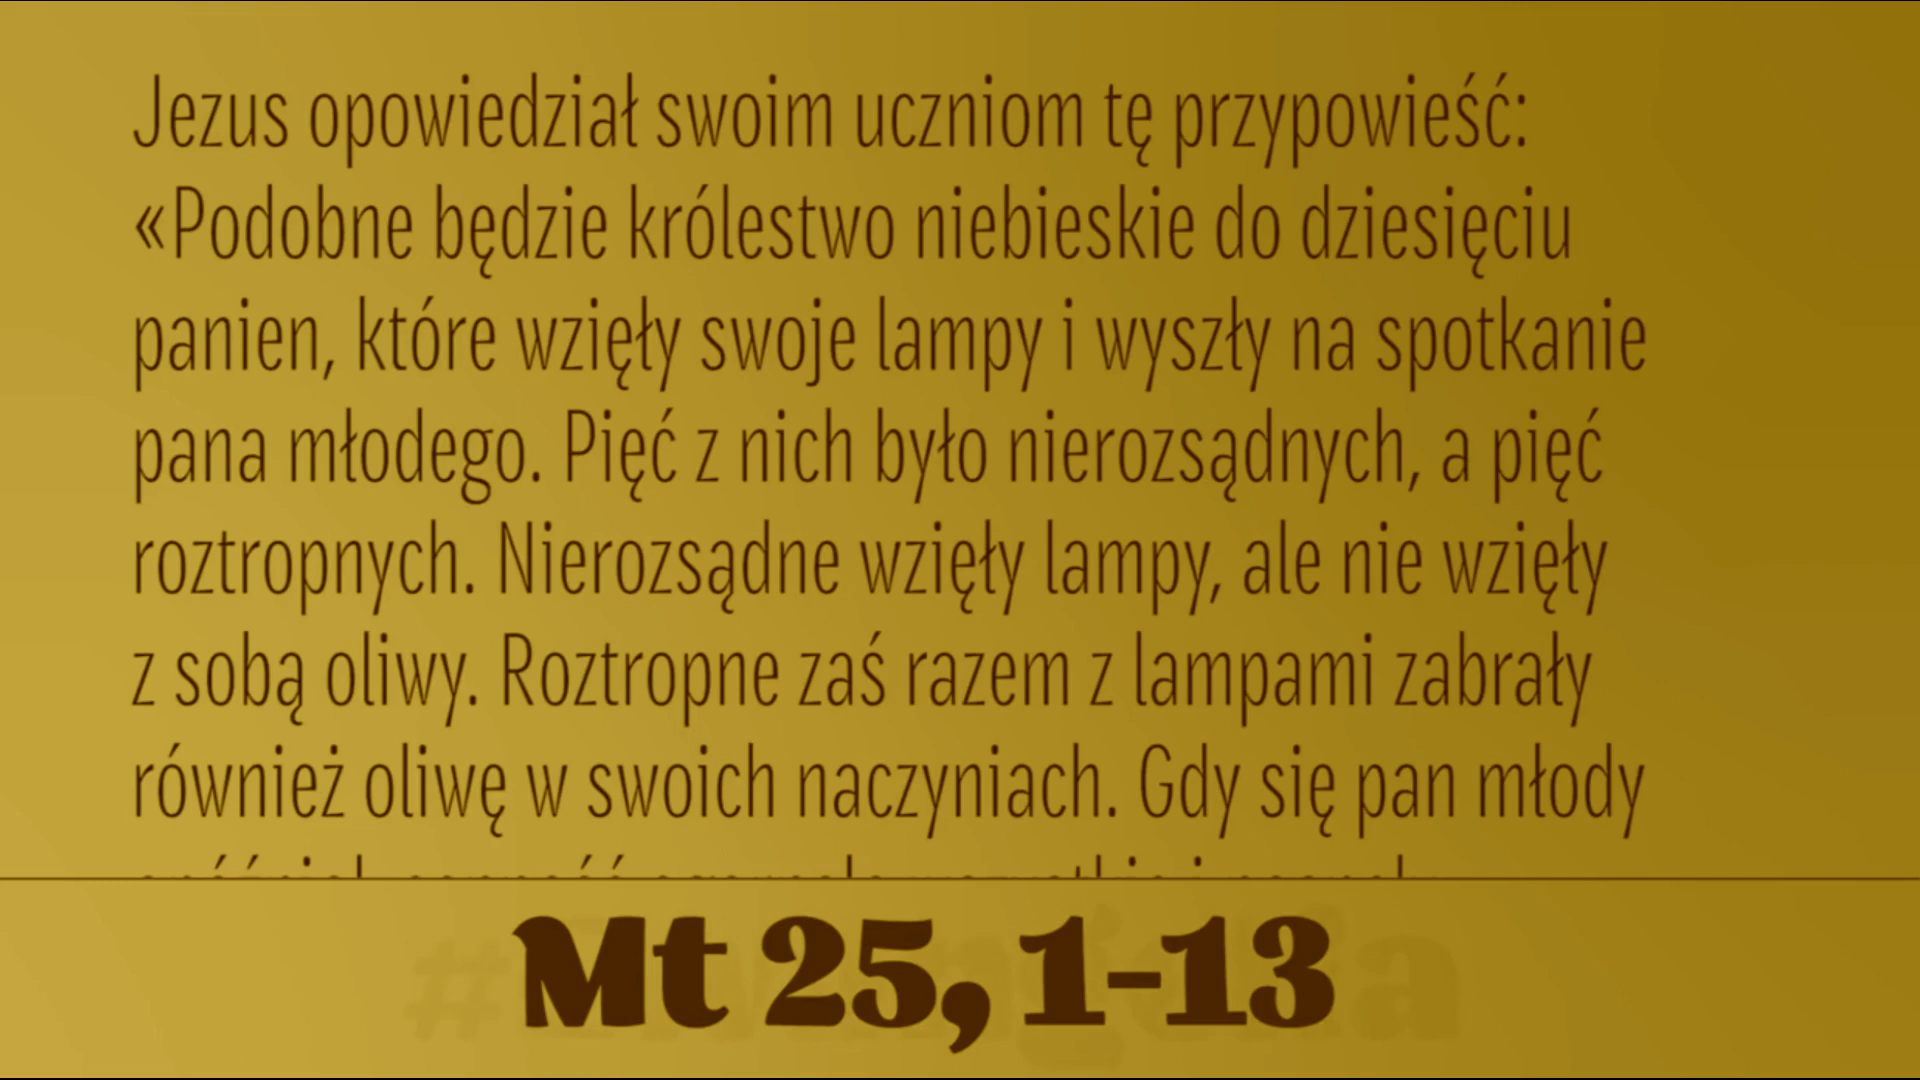 Jezus opowiedział swoim uczniom tę przypowieść:
«Podobne będzie królestwo niebieskie do dziesięciu
panien, które wzięły swoje lampy i wyszły na spotkanie
pana młodego. Pięć z nich było nierozsądnych, a pięć
roztropnych. Nierozsądne wzięły lampy, ale nie wzięły
z sobą oliwy. Roztropne zaś razem z lampami zabrały
również oliwę w swoich naczyniach. Gdy się pan młody
Mt 25, 1-13